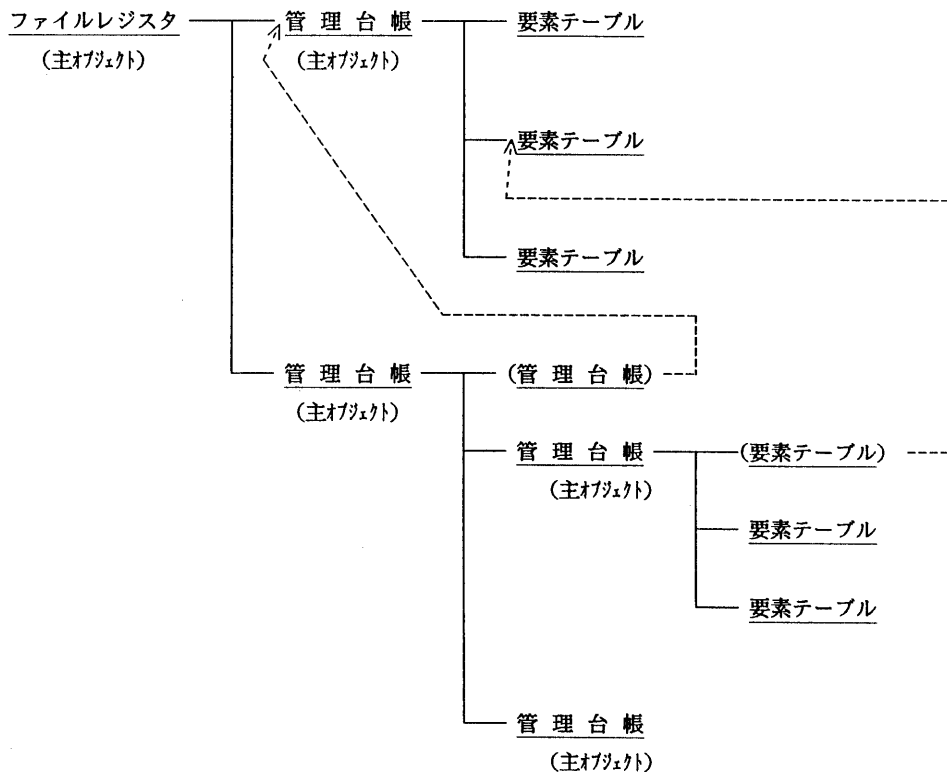 ファイルレジスタ
(主オブジェクト)
管理台帳
(主オブジェクト)
要素テーブル
要素テーブル
要素テーブル
管理台帳
(主オブジェクト)
(管理台帳)
管理台帳
(主オブジェクト)
(要素テーブル)
要素テーブル
要素テーブル
管理台帳
(主オブジェクト)